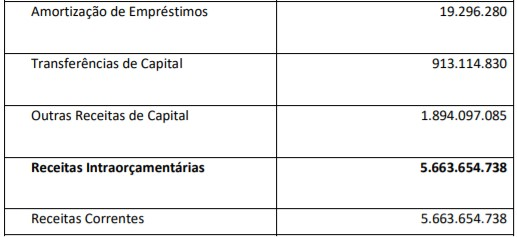 Amortização de Empréstimos 19.296.280
Transferências de Capital 913.114.830
Outras Receitas de Capital 1.894.097.085
Receitas Intraorçamentárias 5.663.654.738
Receitas Correntes 5.663.654.738